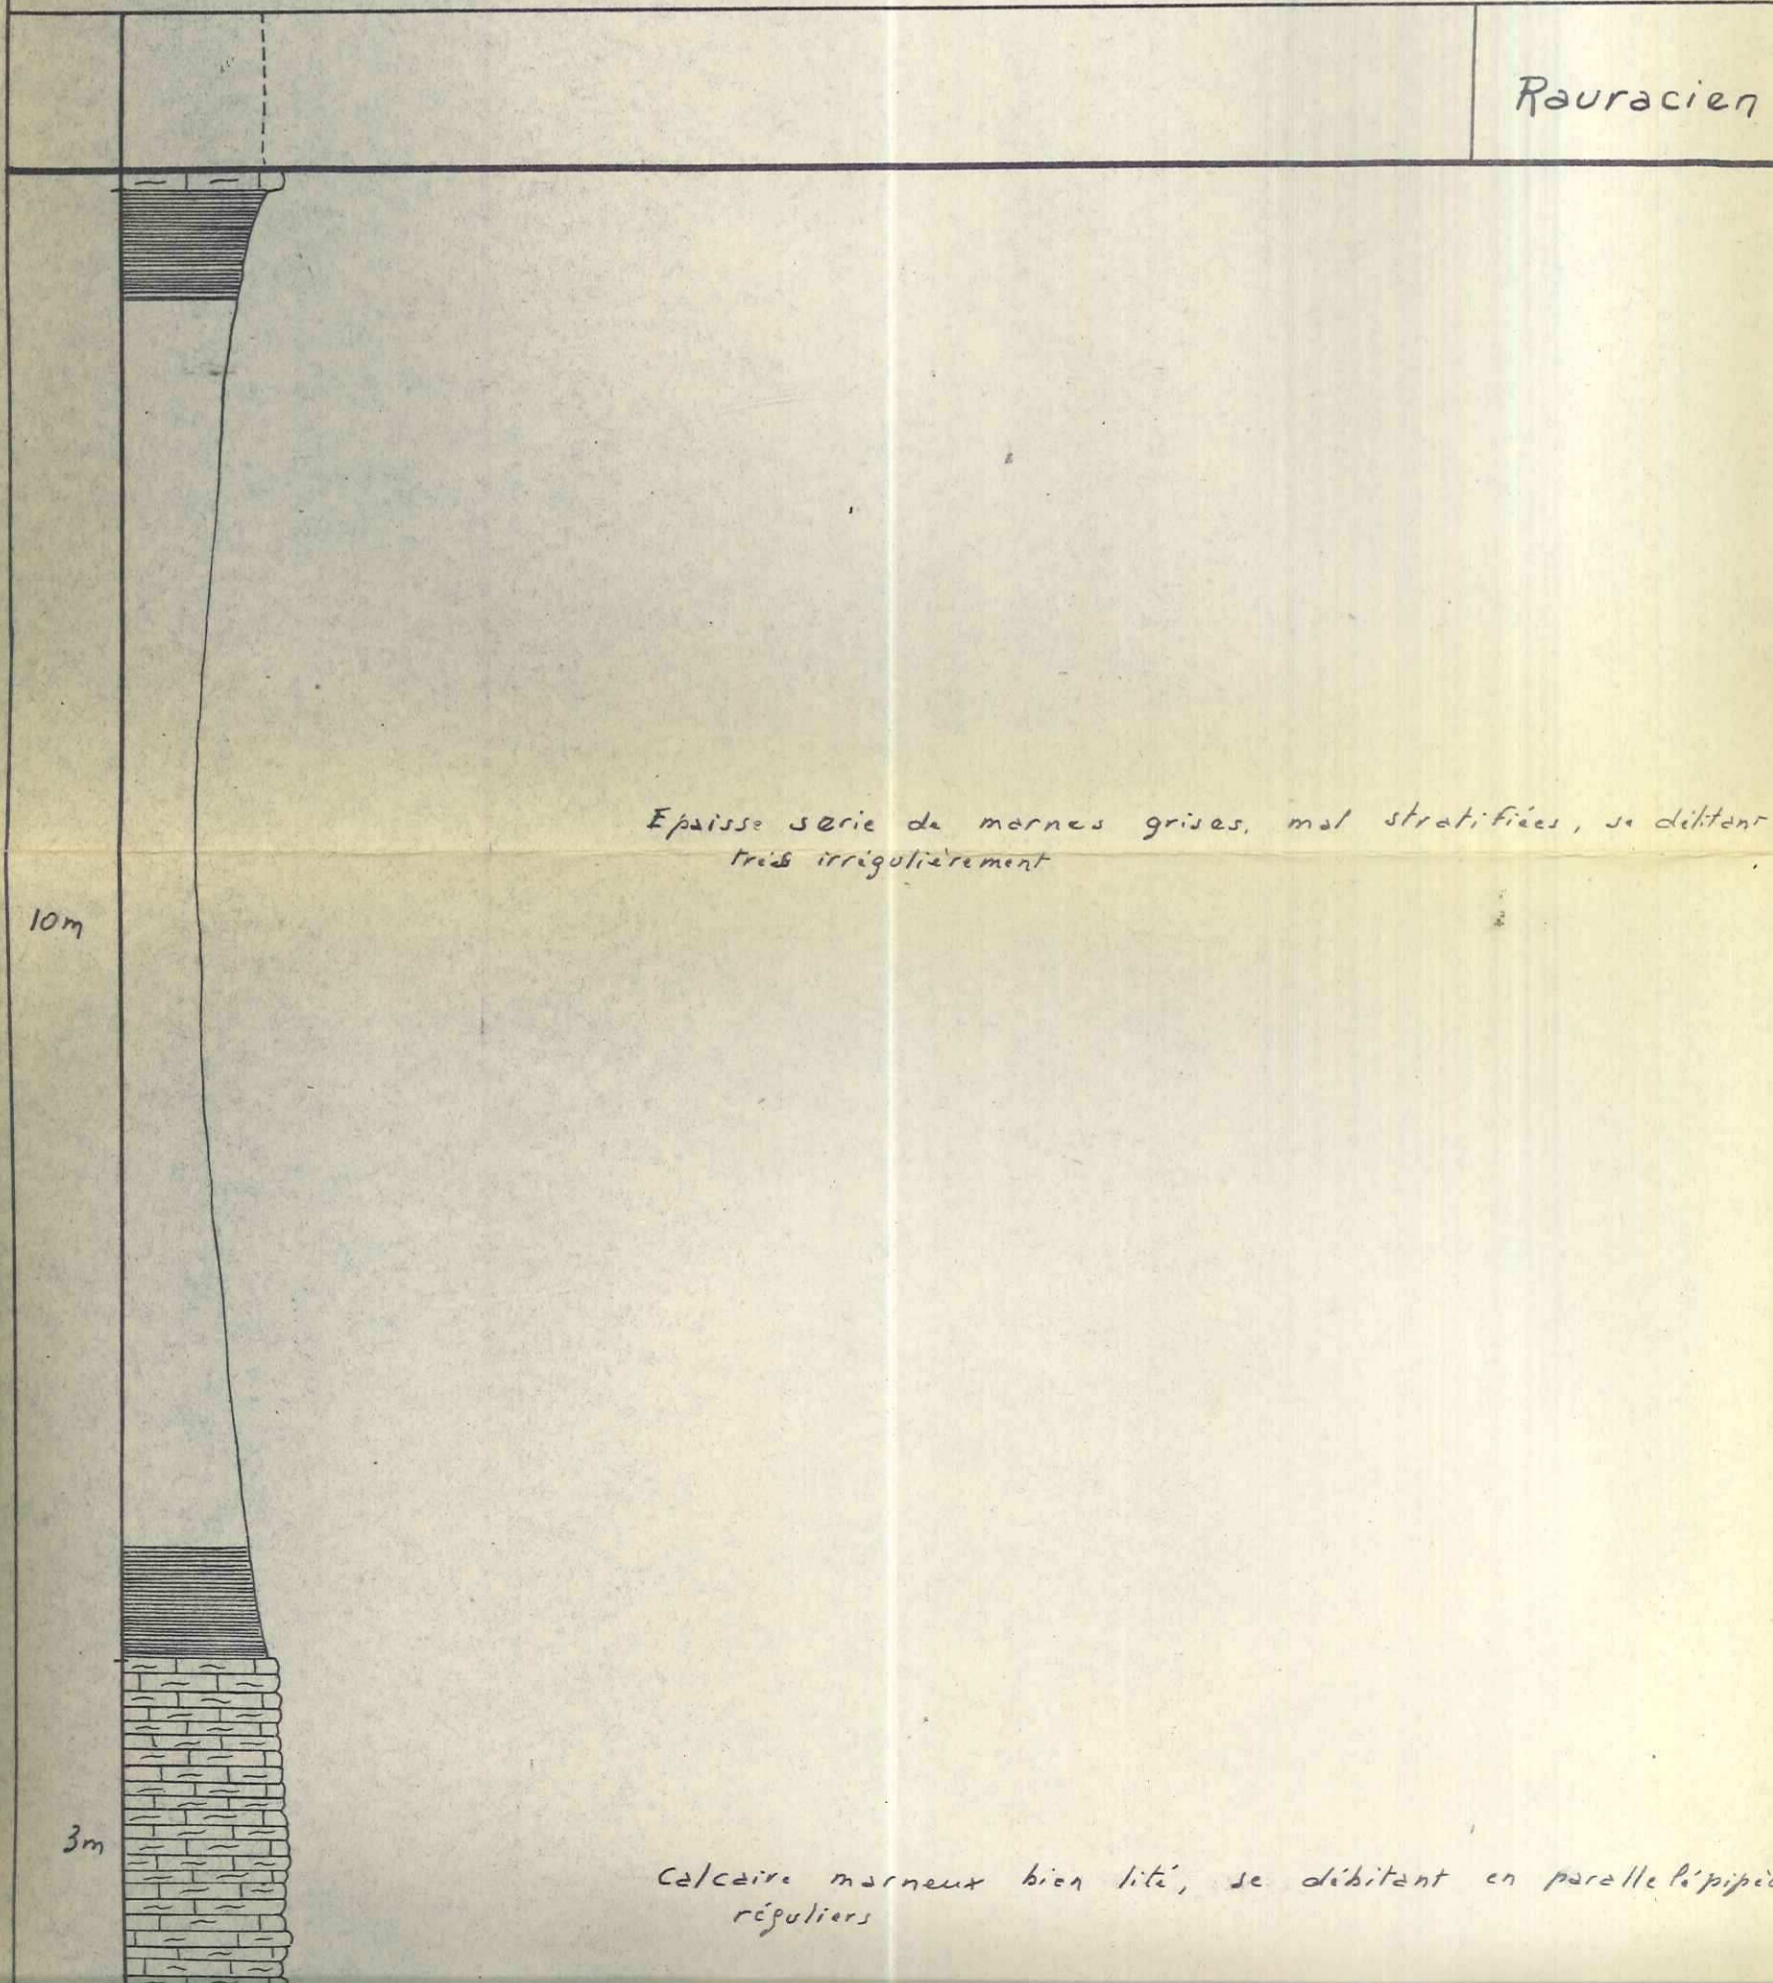 Rauracien
Epaisse serie de marnes grises, mal stratifiées, se délitant
très irrégulièrement
10m
3m
Calcaire marneux bien lité, se débitant en parallelépipèd
réguliers